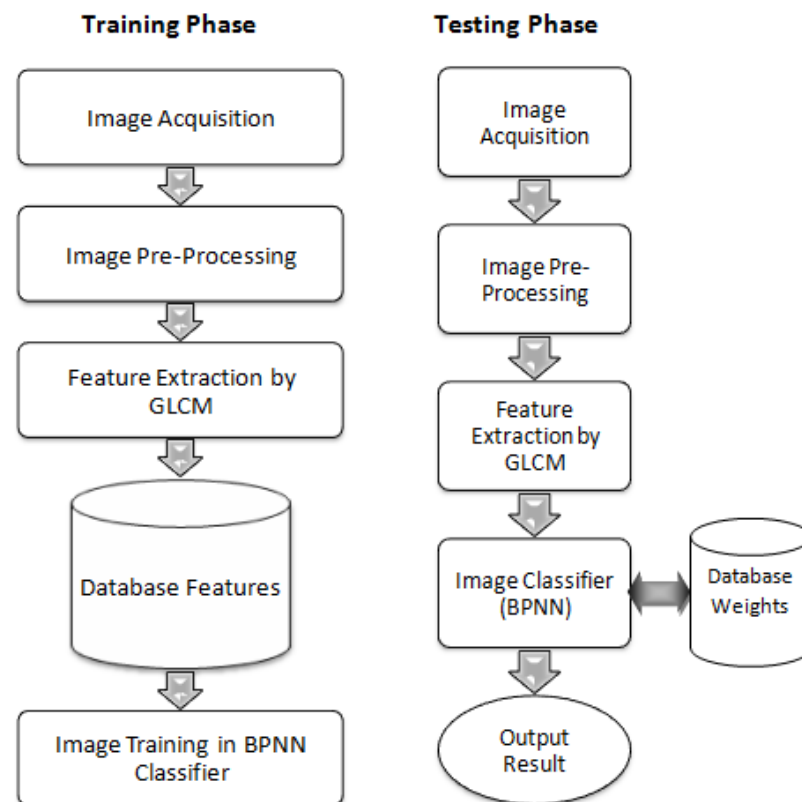 Training Phase
Image Acquisition
Image Pre-Processing
Feature Extraction by
GLCM
Database Features
Image Training in BPNN
Classifier
Testing Phase
Image
Acquisition
Image Pre-
Processing
Feature
Extraction by
GLCM
Image Classifier
(BPNN)
Database
Weights
Output
Result